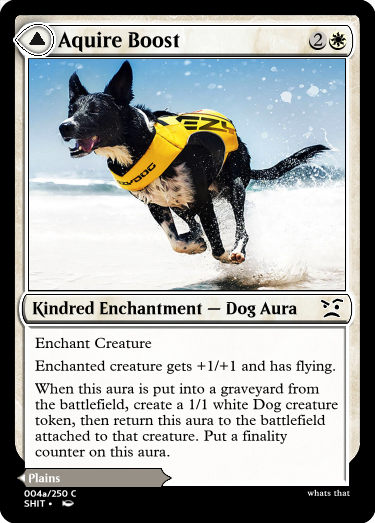 Aquire Boost 2
Kindred Enchantment — Dog Aura
Enchant Creature
Enchanted creature gets +1/+1 and has flying.
When this aura is put into a graveyard from
the battlefield, create a 1/1 white Dog creature
token, then return this aura to the battlefield
attached to that creature. Put a finality
counter on this aura.
Plains
004a/250 C
SHIT •
whats that